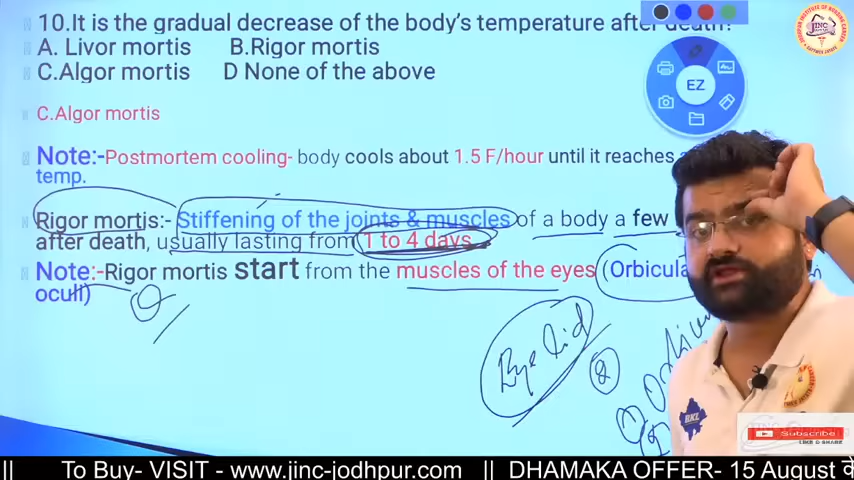 10.It is the gradual decrease of the body's temperature after death?
A. Livor mortis B.Rigor mortis
C.Algor mortis D None of the above
EZ
C.Algor mortis
Note:-Postmortem cooling- body cools about 1.5 F/hour until it reaches
temp.
Rigor mortis:- Stiffening of the joints & muscles of a body a few
after death, usually lasting from 1 to 4 days
Note:-Rigor mortis start from the muscles of the eyes (Orbicula
oculi)
Eye lid
Subscribe
LIKE & SHARE
|| To Buy- VISIT - www.jinc-jodhpur.com || DHAMAKA OFFER- 15 August के